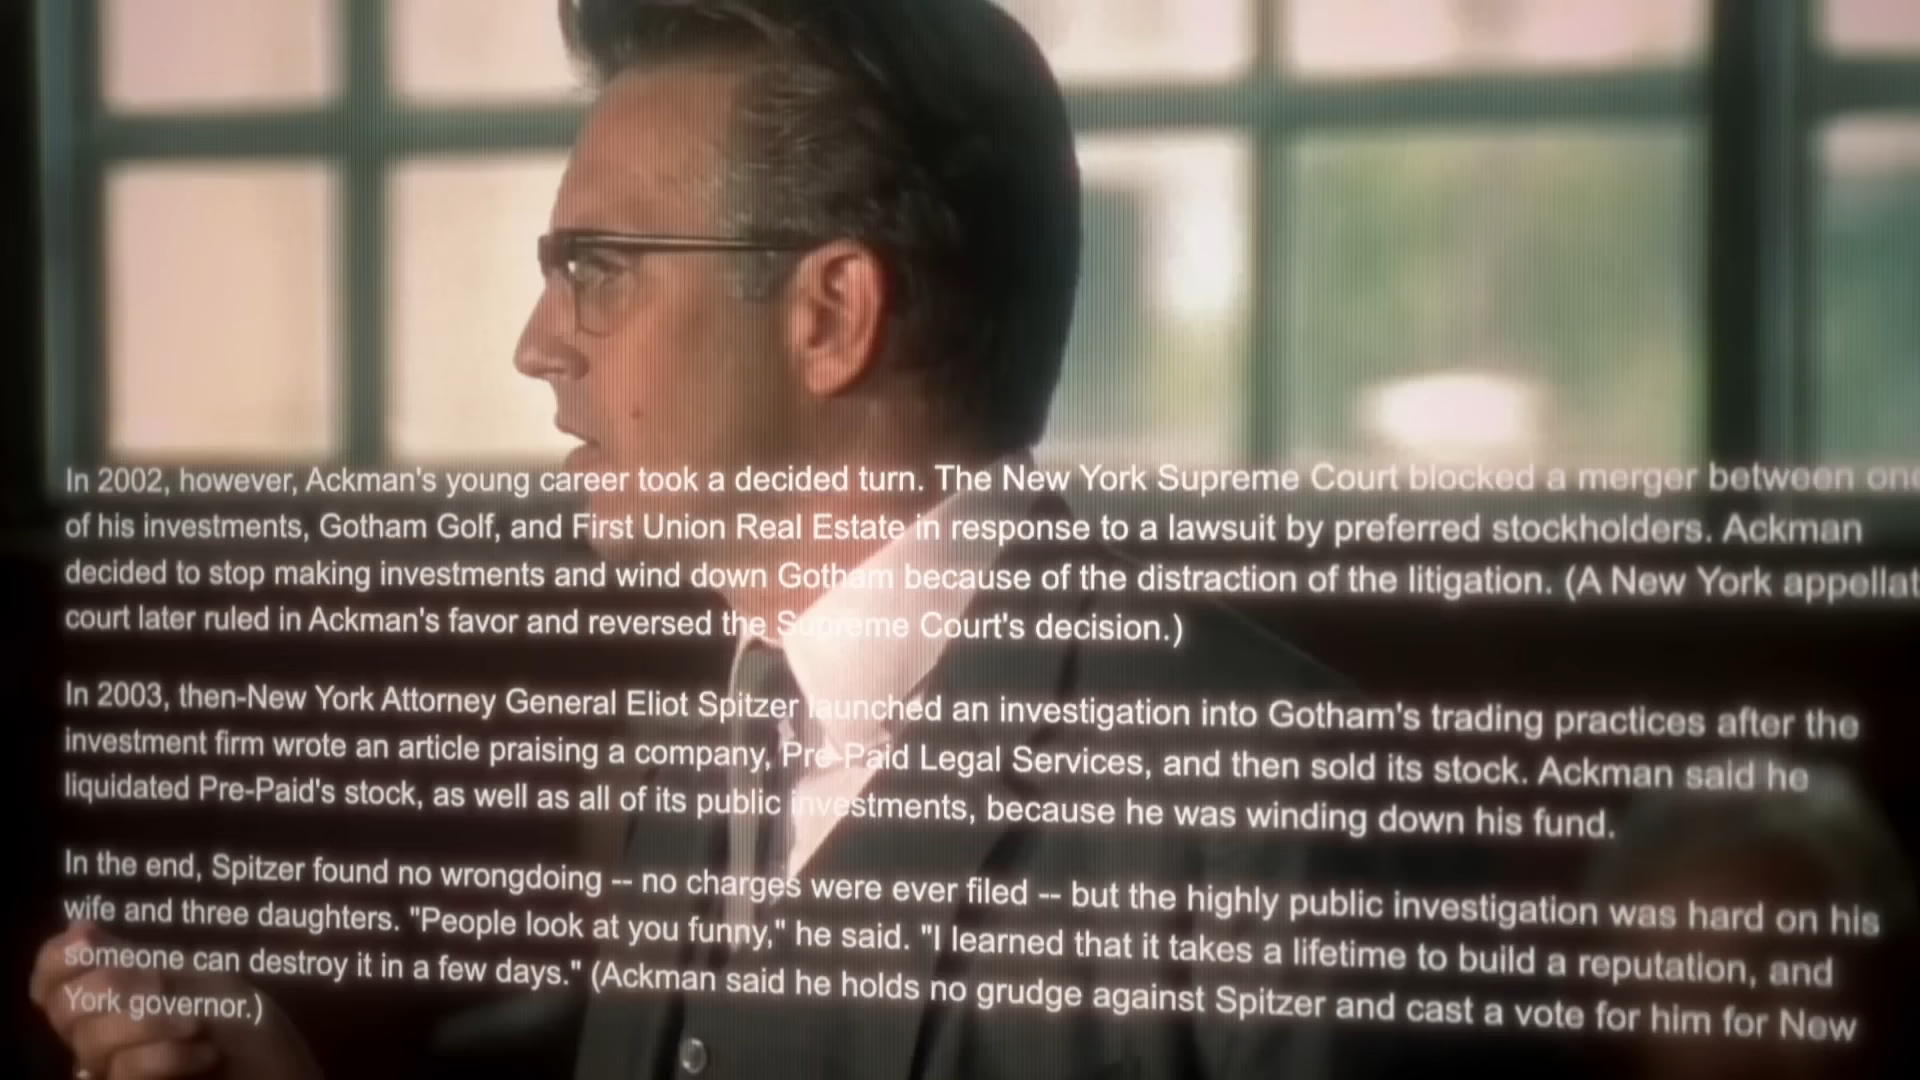 In 2002, however, Ackman's young career took a decided turn. The New York Supreme Court blocked a merger between one
of his investments, Gotham Golf, and First Union Real Estate in response to a lawsuit by preferred stockholders. Ackman
decided to stop making investments and wind down Gotham because of the distraction of the litigation. (A New York appellat
court later ruled in Ackman's favor and reversed the Supreme Court's decision.)
In 2003, then-New York Attorney General Eliot Spitzer launched an investigation into Gotham's trading practices after the
investment firm wrote an article praising a company, Pre-Paid Legal Services, and then sold its stock. Ackman said he
liquidated Pre-Paid's stock, as well as all of its public investments, because he was winding down his fund.
In the end, Spitzer found no wrongdoing -- no charges were ever filed -- but the highly public investigation was hard on his
wife and three daughters. "People look at you funny," he said. "I learned that it takes a lifetime to build a reputation, and
someone can destroy it in a few days." (Ackman said he holds no grudge against Spitzer and cast a vote for him for New
York governor.)